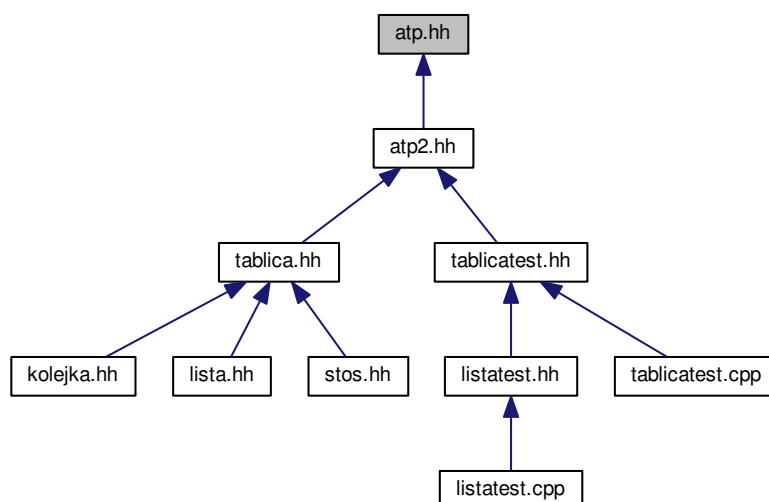 atp.hh
atp2.hh
tablica.hh
tablicatest.hh
kolejka.hh
lista.hh
stos.hh
listatest.hh
tablicatest.cpp
listatest.cpp